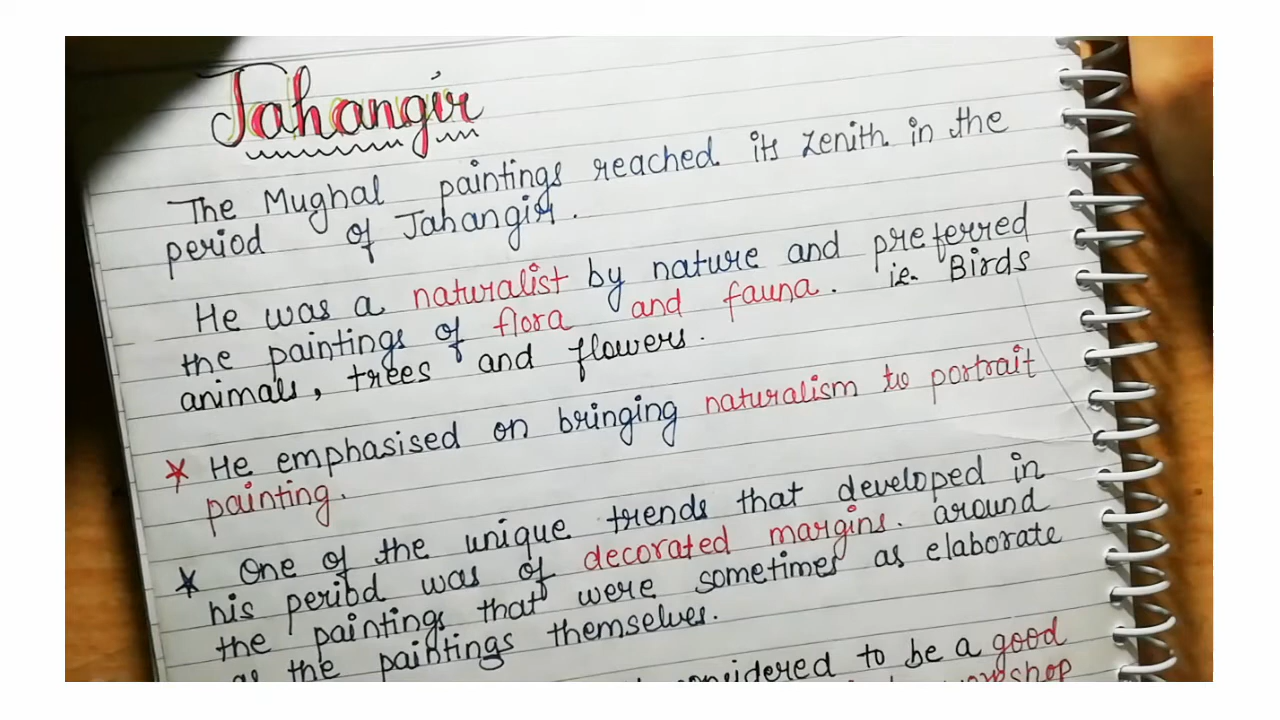 Jahangir
The Mughal paintings reached its zenith in the
period of Jahangir.
He was a naturalist by nature and preferred
the paintings of flora and fauna. ie. Birds
animals, trees and flowers.
* He emphasised on bringing naturalism to portrait
painting.
* One of the unique trends that developed in
his period was of decorated margins. around
the paintings that were sometimes as elaborate
as the paintings themselves.
considered to be a good
workshop